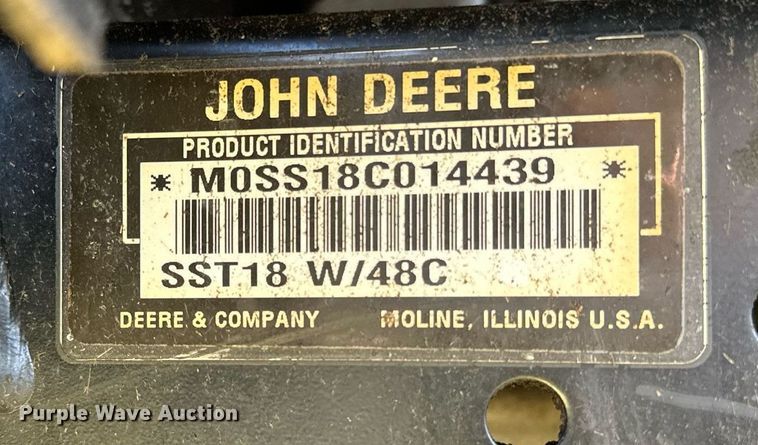 JOHN DEERE
PRODUCT IDENTIFICATION NUMBER
* M0SS18C014439 *
SST18 W/48C
DEERE & COMPANY MOLINE, ILLINOIS U.S.A.
Purple Wave Auction